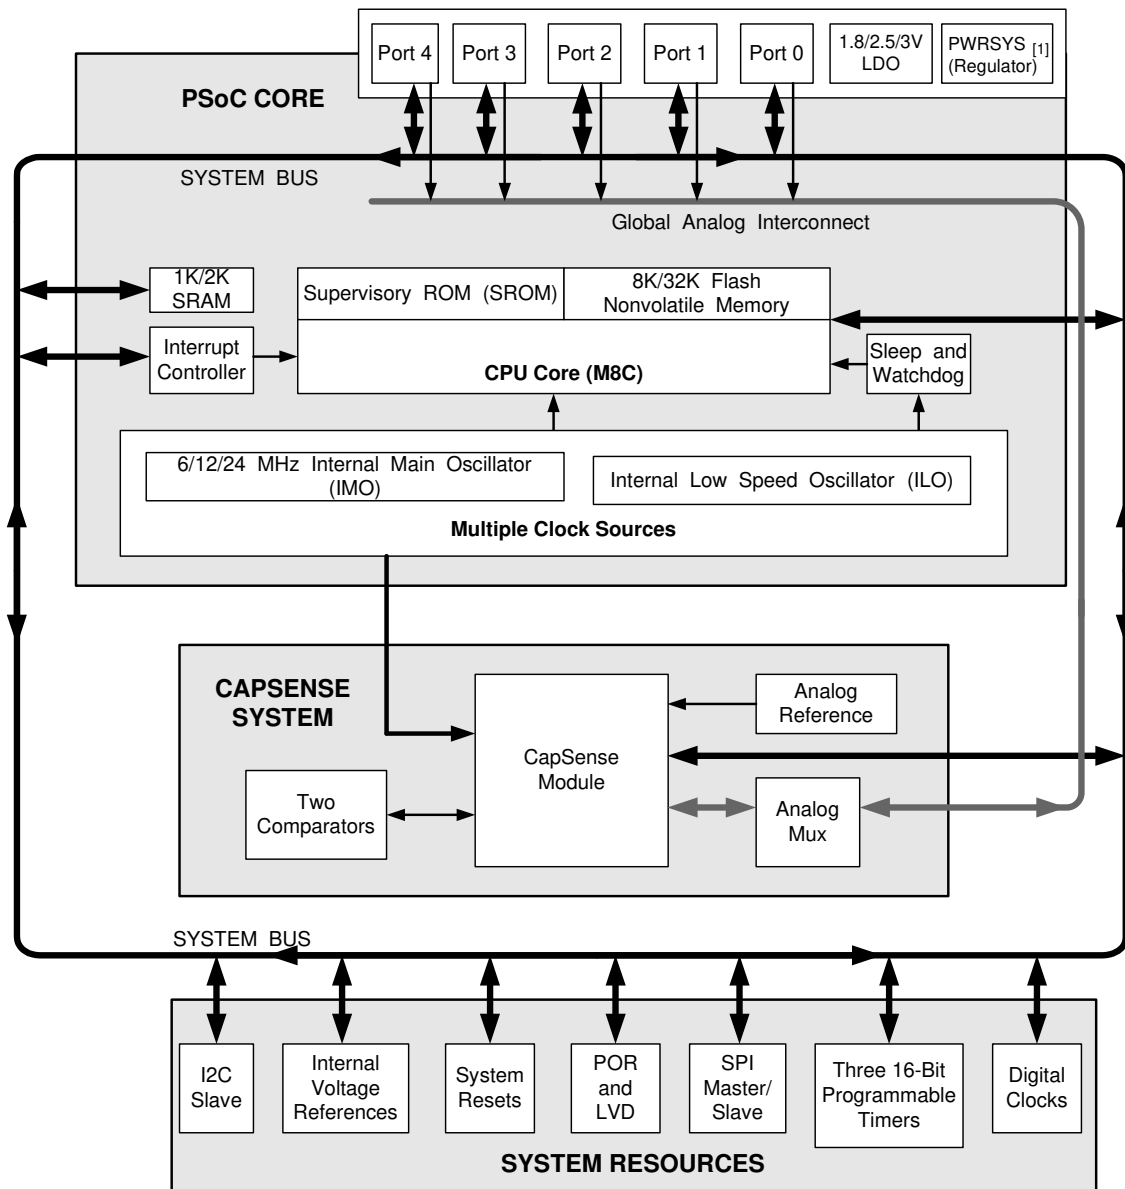 Port 4
Port 3
Port 2
Port 1
Port 0
1.8/2.5/3V
LDO
PWRSYS [1]
(Regulator)
PSoC CORE
SYSTEM BUS
Global Analog Interconnect
1K/2K
SRAM
Supervisory ROM (SROM)
8K/32K Flash
Nonvolatile Memory
Interrupt
Controller
CPU Core (M8C)
Sleep and
Watchdog
6/12/24 MHz Internal Main Oscillator
(IMO)
Internal Low Speed Oscillator (ILO)
Multiple Clock Sources
CAPSENSE
SYSTEM
CapSense
Module
Analog
Reference
Two
Comparators
Analog
Mux
SYSTEM BUS
I2C
Slave
Internal
Voltage
References
System
Resets
POR
and
LVD
SPI
Master/
Slave
Three 16-Bit
Programmable
Timers
Digital
Clocks
SYSTEM RESOURCES